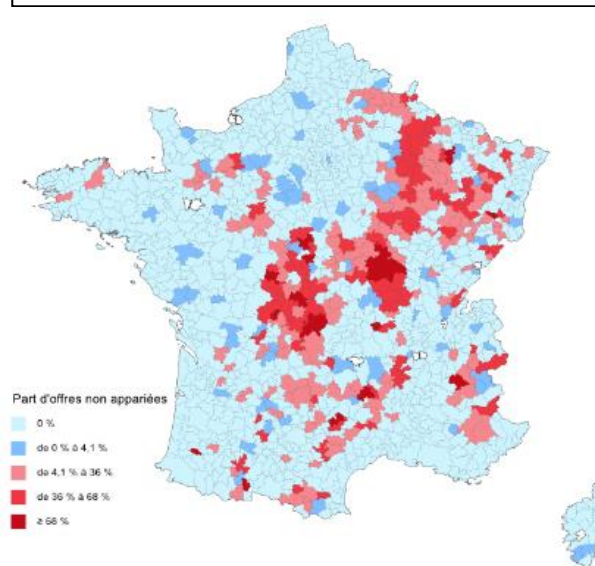 Part d'offres non appariées
0 %
de 0 % à 4,1 %
de 4,1 % à 36 %
de 36 % à 68 %
≥ 68 %